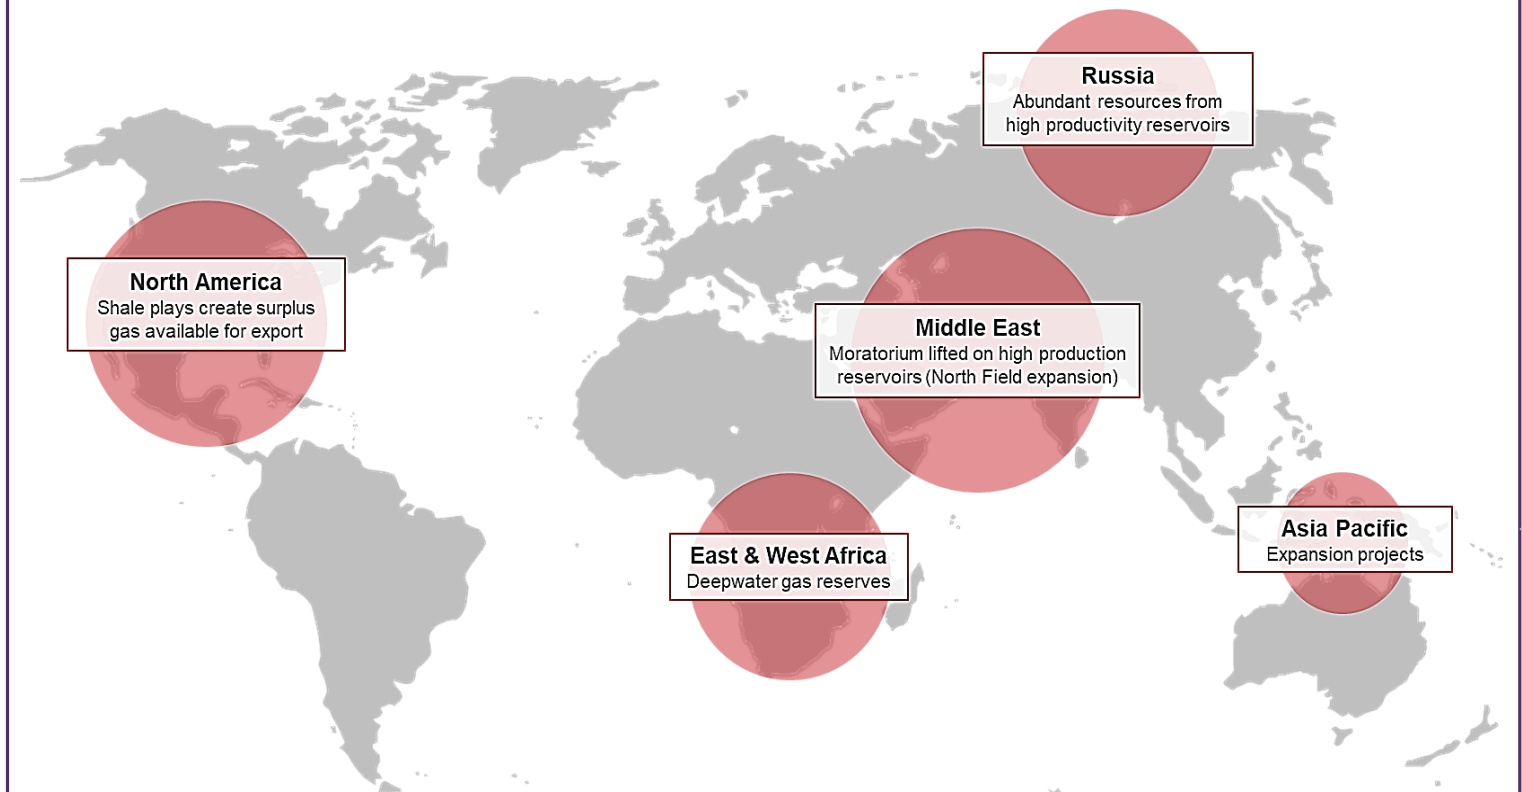 Russia
Abundant resources from
high productivity reservoirs
North America
Shale plays create surplus
gas available for export
Middle East
Moratorium lifted on high production
reservoirs (North Field expansion)
East & West Africa
Deepwater gas reserves
Asia Pacific
Expansion projects